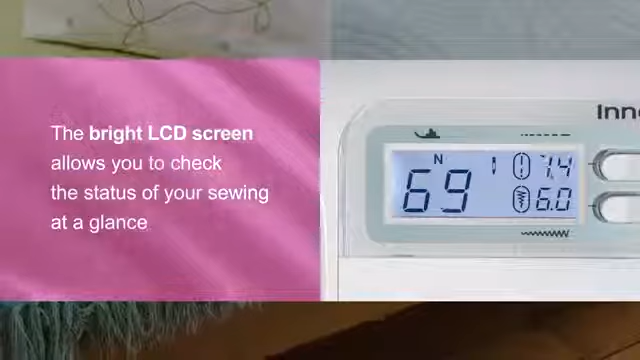 The bright LCD screen
allows you to check
the status of your sewing
at a glance
N
69
1.4
6.0